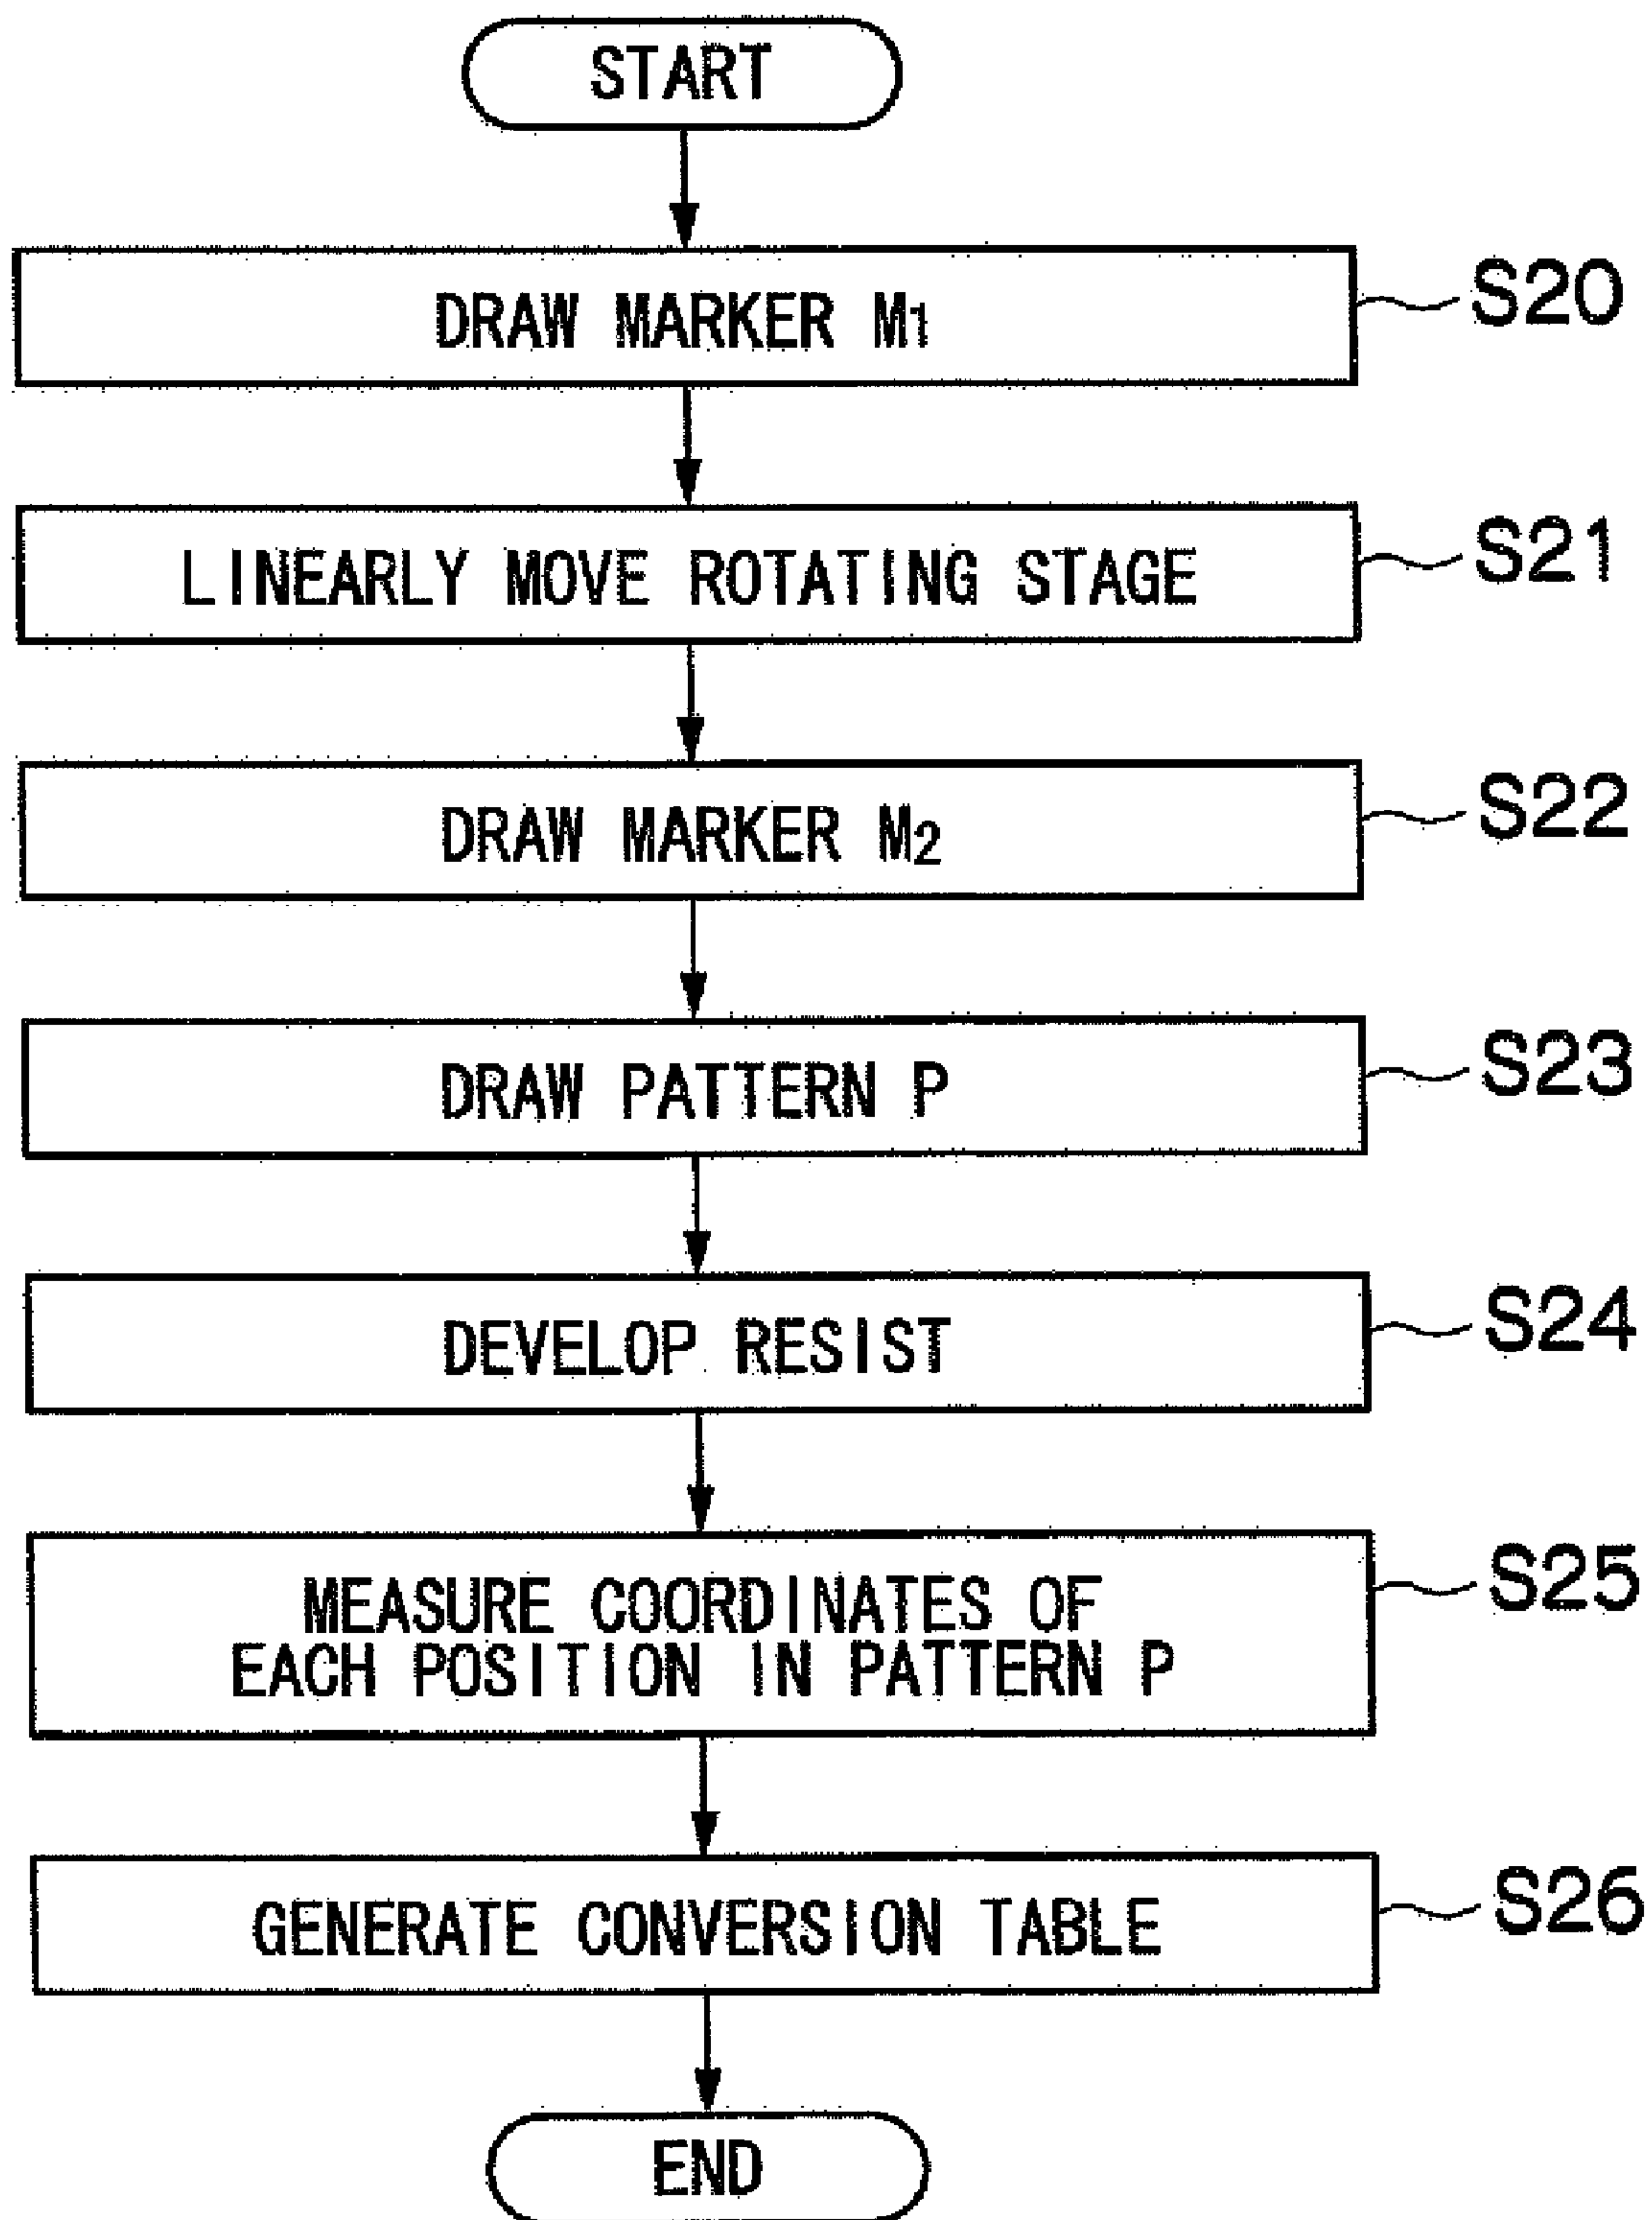 START
DRAW MARKER M1
S20
LINEARLY MOVE ROTATING STAGE
S21
DRAW MARKER M2
S22
DRAW PATTERN P
S23
DEVELOP RESIST
S24
MEASURE COORDINATES OF
EACH POSITION IN PATTERN P
S25
GENERATE CONVERSION TABLE
S26
END